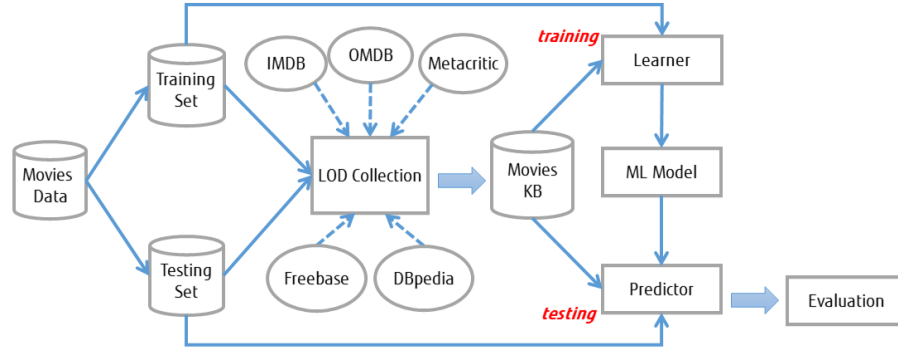 training
IMDB
OMDB
Metacritic
Learner
Training
Set
Movies
Data
LOD Collection
Movies
KB
ML Model
Testing
Set
Freebase
DBpedia
Predictor
Evaluation
testing